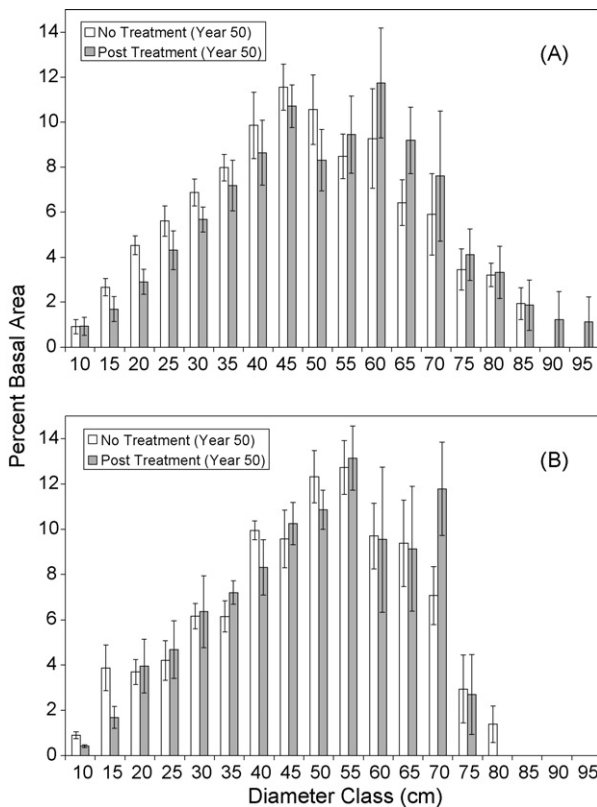 14
No Treatment (Year 50)
Post Treatment (Year 50)
(A)
12
10
8
6
4
2
0
10 15 20 25 30 35 40 45 50 55 60 65 70 75 80 85 90 95
Percent Basal Area
14
No Treatment (Year 50)
Post Treatment (Year 50)
(B)
12
10
8
6
4
2
0
10 15 20 25 30 35 40 45 50 55 60 65 70 75 80 85 90 95
Diameter Class (cm)